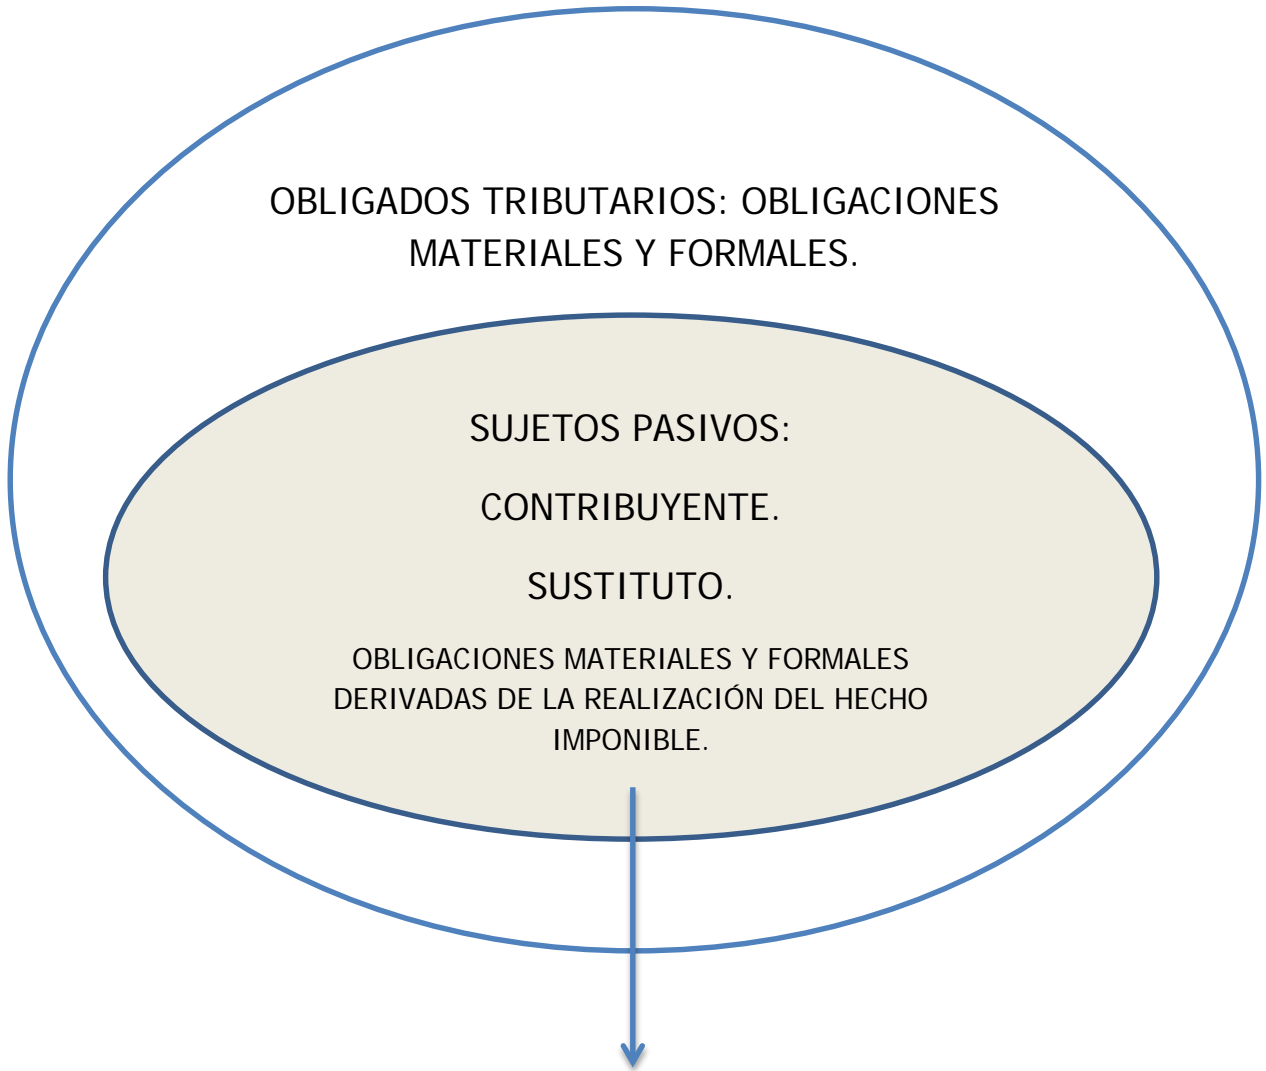 OBLIGADOS TRIBUTARIOS: OBLIGACIONES
MATERIALES Y FORMALES.
SUJETOS PASIVOS:
CONTRIBUYENTE.
SUSTITUTO.
OBLIGACIONES MATERIALES Y FORMALES
DERIVADAS DE LA REALIZACIÓN DEL HECHO
IMPONIBLE.